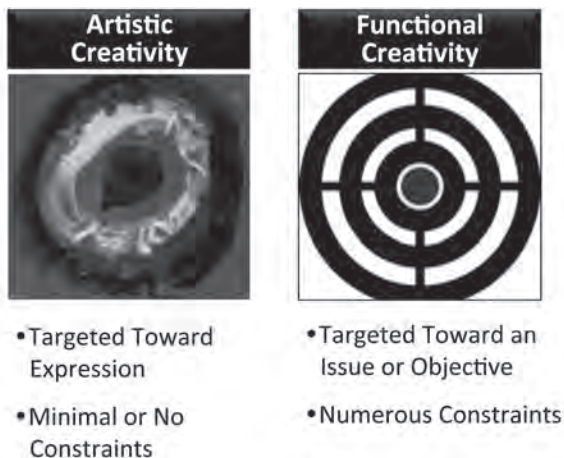 Artistic
Creativity
Functional
Creativity
•Targeted Toward
Expression
•Minimal or No
Constraints
•Targeted Toward an
Issue or Objective
•Numerous Constraints